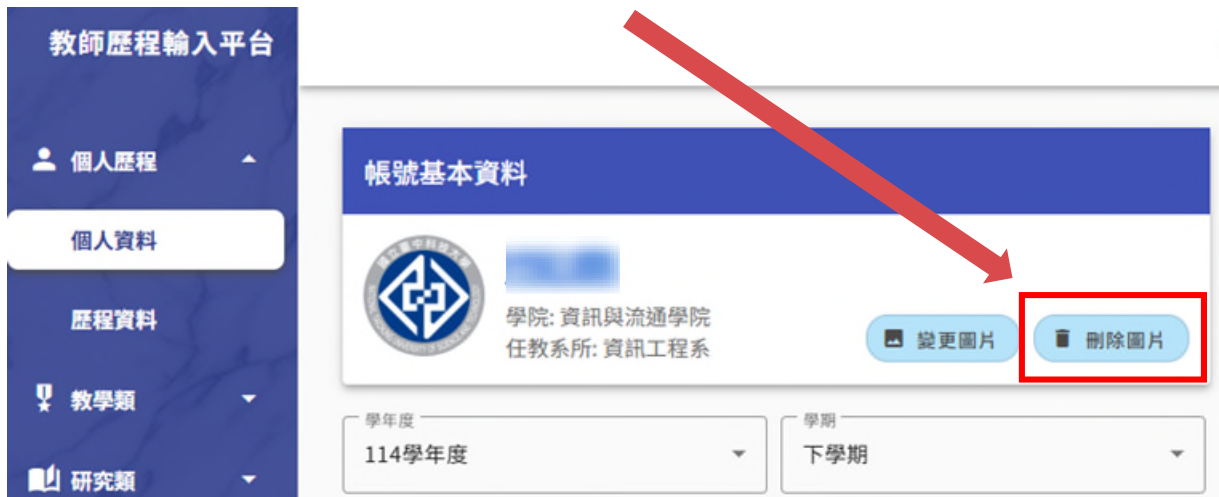 教師歷程輸入平台
個人歷程
個人資料
歷程資料
教學類
研究類
帳號基本資料
學院: 資訊與流通學院
任教系所: 資訊工程系
變更圖片
刪除圖片
學年度
114學年度
學期
下學期